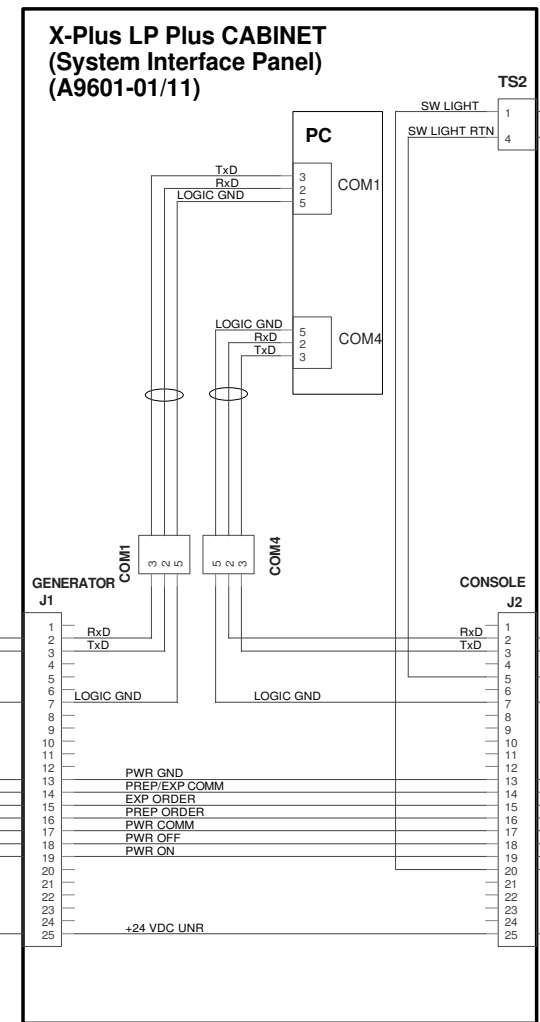 X-Plus LP Plus CABINET
(System Interface Panel)
(A9601-01/11)
TS2
SW LIGHT
1
SW LIGHT RTN
4
PC
TxD
3
RxD
2
COM1
LOGIC GND
5
LOGIC GND
5
RxD
2
COM4
TxD
3
COM1
3 2 5
5 2 3
COM4
GENERATOR
J1
CONSOLE
J2
1
1
2 RxD
RxD 2
3 TxD
TxD 3
4
4
5
5
6
6
7 LOGIC GND
LOGIC GND 7
8
8
9
9
10
10
11
11
12
12
13 PWR GND 13
14 PREP/EXP COMM 14
15 EXP ORDER 15
16 PREP ORDER 16
17 PWR COMM 17
18 PWR OFF 18
19 PWR ON 19
20
20
21
21
22
22
23
23
24
24
25 +24 VDC UNR 25